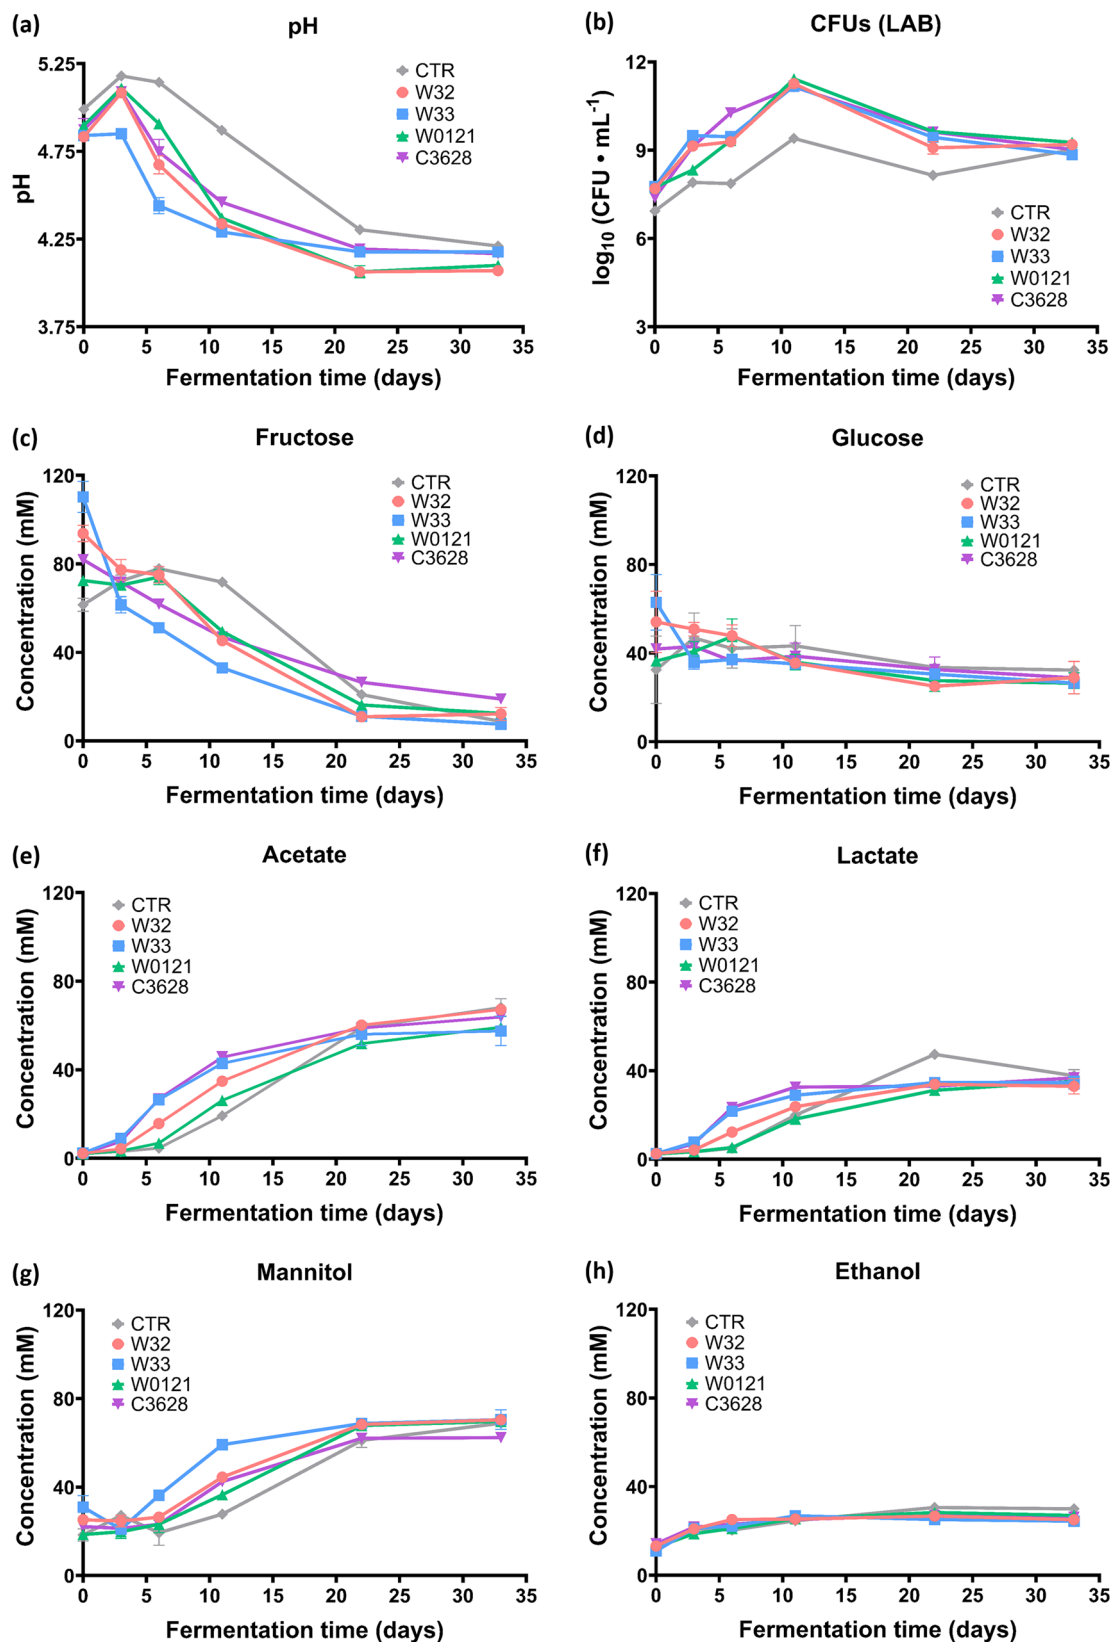 (a)
pH
5.25
4.75
4.25
3.75
pH
CTR
W32
W33
W0121
C3628
0 5 10 15 20 25 30 35
Fermentation time (days)
(b)
CFUs (LAB)
12
9
6
3
log10 (CFU • mL-1)
CTR
W32
W33
W0121
C3628
0 5 10 15 20 25 30 35
Fermentation time (days)
(c)
Fructose
120
80
40
0
Concentration (mM)
CTR
W32
W33
W0121
C3628
0 5 10 15 20 25 30 35
Fermentation time (days)
(d)
Glucose
120
80
40
0
Concentration (mM)
CTR
W32
W33
W0121
C3628
0 5 10 15 20 25 30 35
Fermentation time (days)
(e)
Acetate
120
80
40
0
Concentration (mM)
CTR
W32
W33
W0121
C3628
0 5 10 15 20 25 30 35
Fermentation time (days)
(f)
Lactate
120
80
40
0
Concentration (mM)
CTR
W32
W33
W0121
C3628
0 5 10 15 20 25 30 35
Fermentation time (days)
(g)
Mannitol
120
80
40
0
Concentration (mM)
CTR
W32
W33
W0121
C3628
0 5 10 15 20 25 30 35
Fermentation time (days)
(h)
Ethanol
120
80
40
0
Concentration (mM)
CTR
W32
W33
W0121
C3628
0 5 10 15 20 25 30 35
Fermentation time (days)